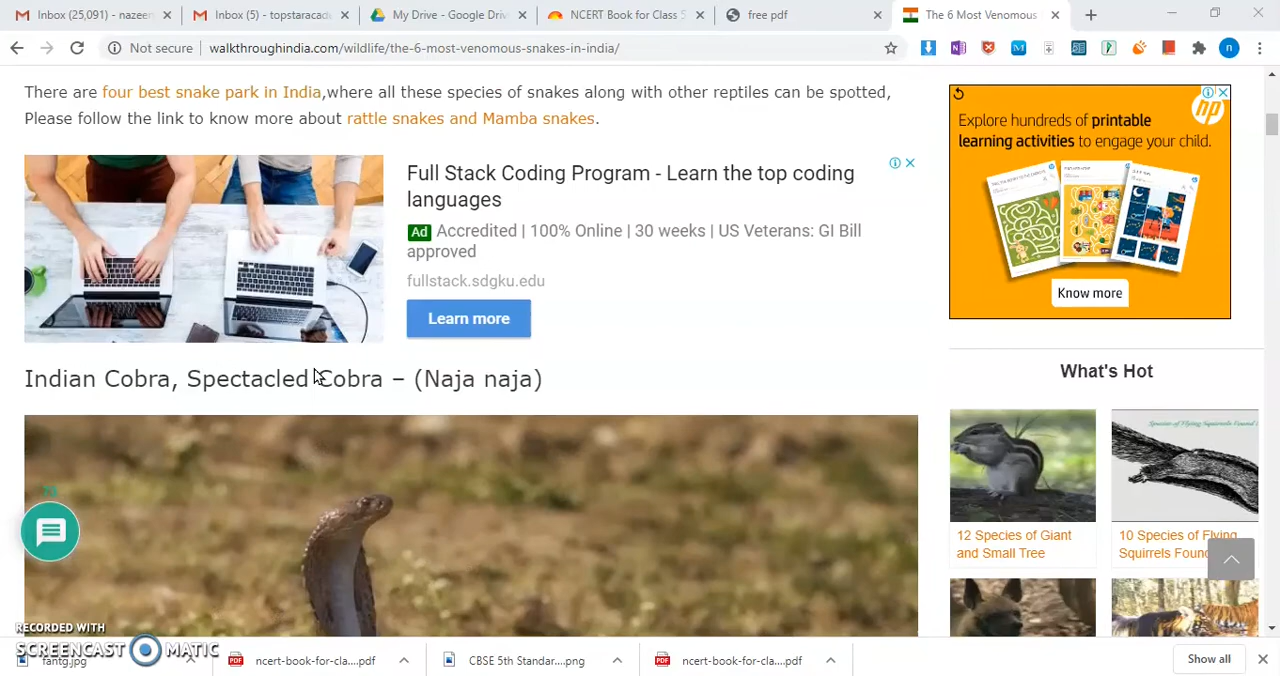 Inbox (25,091) - nazeer
Inbox (5) - topstaracad
My Drive - Google Driv
NCERT Book for Class 5
free pdf
The 6 Most Venomous
Not secure
walkthroughindia.com/wildlife/the-6-most-venomous-snakes-in-india/
n
There are four best snake park in India,where all these species of snakes along with other reptiles can be spotted,
Please follow the link to know more about rattle snakes and Mamba snakes.
Full Stack Coding Program - Learn the top coding
languages
Ad Accredited | 100% Online | 30 weeks | US Veterans: GI Bill
approved
fullstack.sdgku.edu
Learn more
hp
Explore hundreds of printable
learning activities to engage your child.
Know more
Indian Cobra, Spectacled Cobra – (Naja naja)
What's Hot
12 Species of Giant
and Small Tree
10 Species of Flying
Squirrels Foun
RECORDED WITH
SCREENCAST MATIC
fantg.jpg
PDF
ncert-book-for-cla....pdf
CBSE 5th Standar....png
PDF
ncert-book-for-cla....pdf
Show all